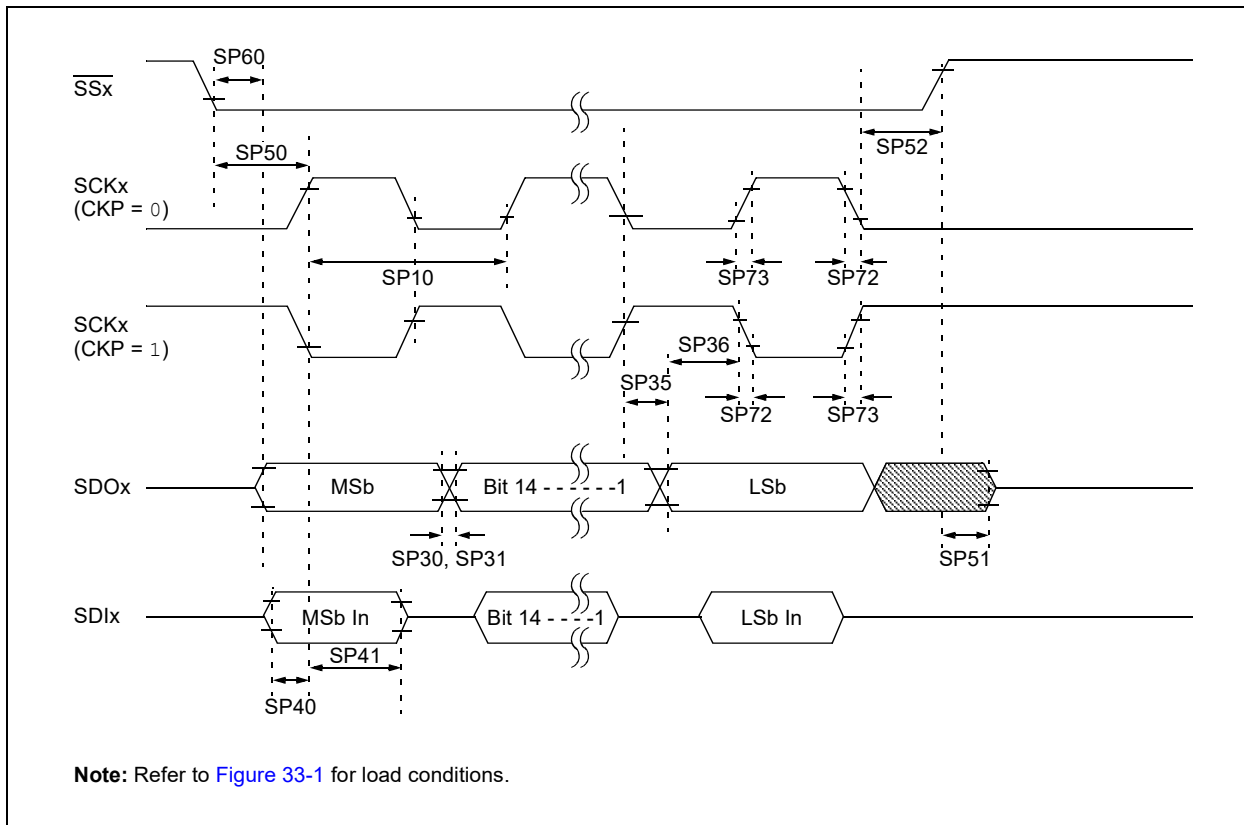 SP60
SSx
SP50
SP52
SCKx
(CKP = 0)
SP10
SP73
SP72
SCKx
(CKP = 1)
SP36
SP35
SP72
SP73
SDOx
MSb
Bit 14 - - - - - -1
LSb
SP30, SP31
SP51
SDIx
MSb In
Bit 14 - - - -1
LSb In
SP41
SP40
Note: Refer to Figure 33-1 for load conditions.